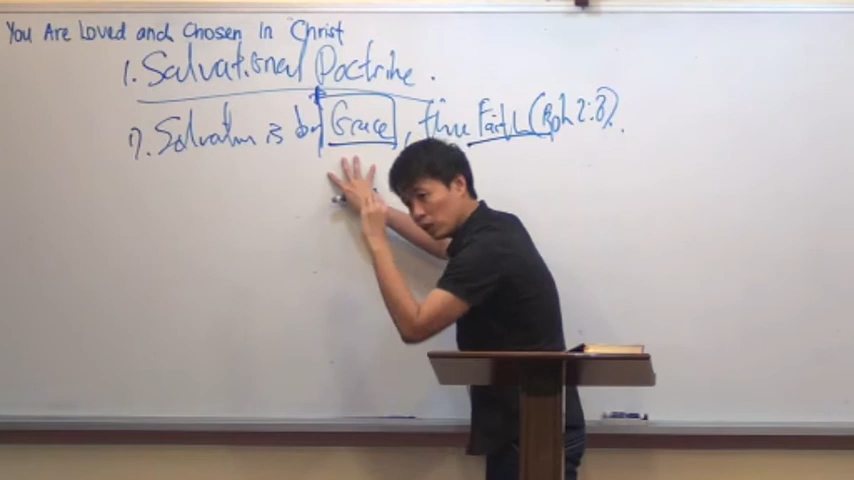 You Are Loved and Chosen In Christ
1. Salvational Doctrine.
1). Salvation is by Grace, thru Faith (Eph 2:8).